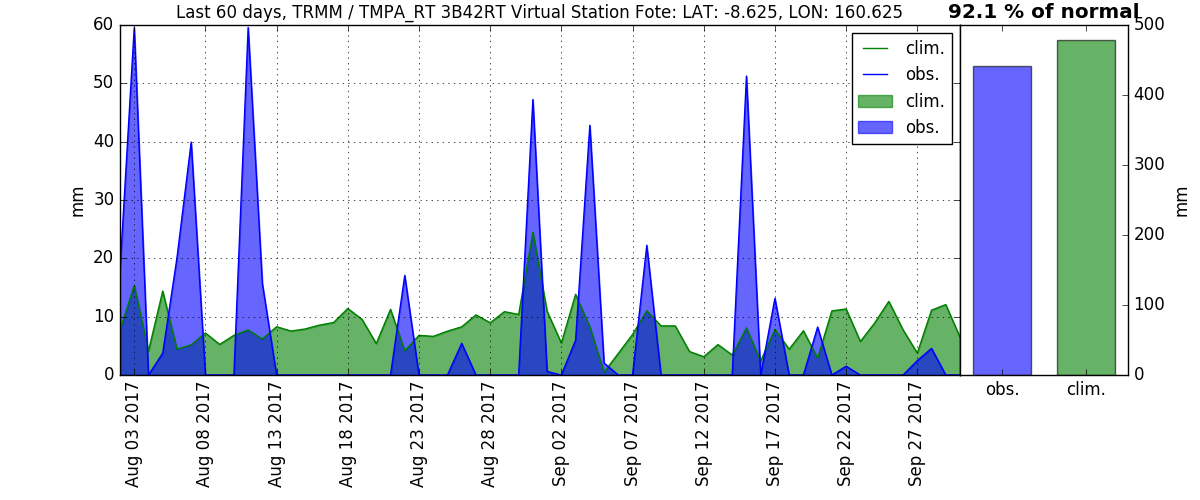 Last 60 days, TRMM / TMPA_RT 3B42RT Virtual Station Fote: LAT: -8.625, LON: 160.625
92.1 % of normal
60
50
40
30
20
10
0
mm
clim.
obs.
clim.
obs.
500
400
300
200
100
0
mm
Aug 03 2017
Aug 08 2017
Aug 13 2017
Aug 18 2017
Aug 23 2017
Aug 28 2017
Sep 02 2017
Sep 07 2017
Sep 12 2017
Sep 17 2017
Sep 22 2017
Sep 27 2017
obs.
clim.